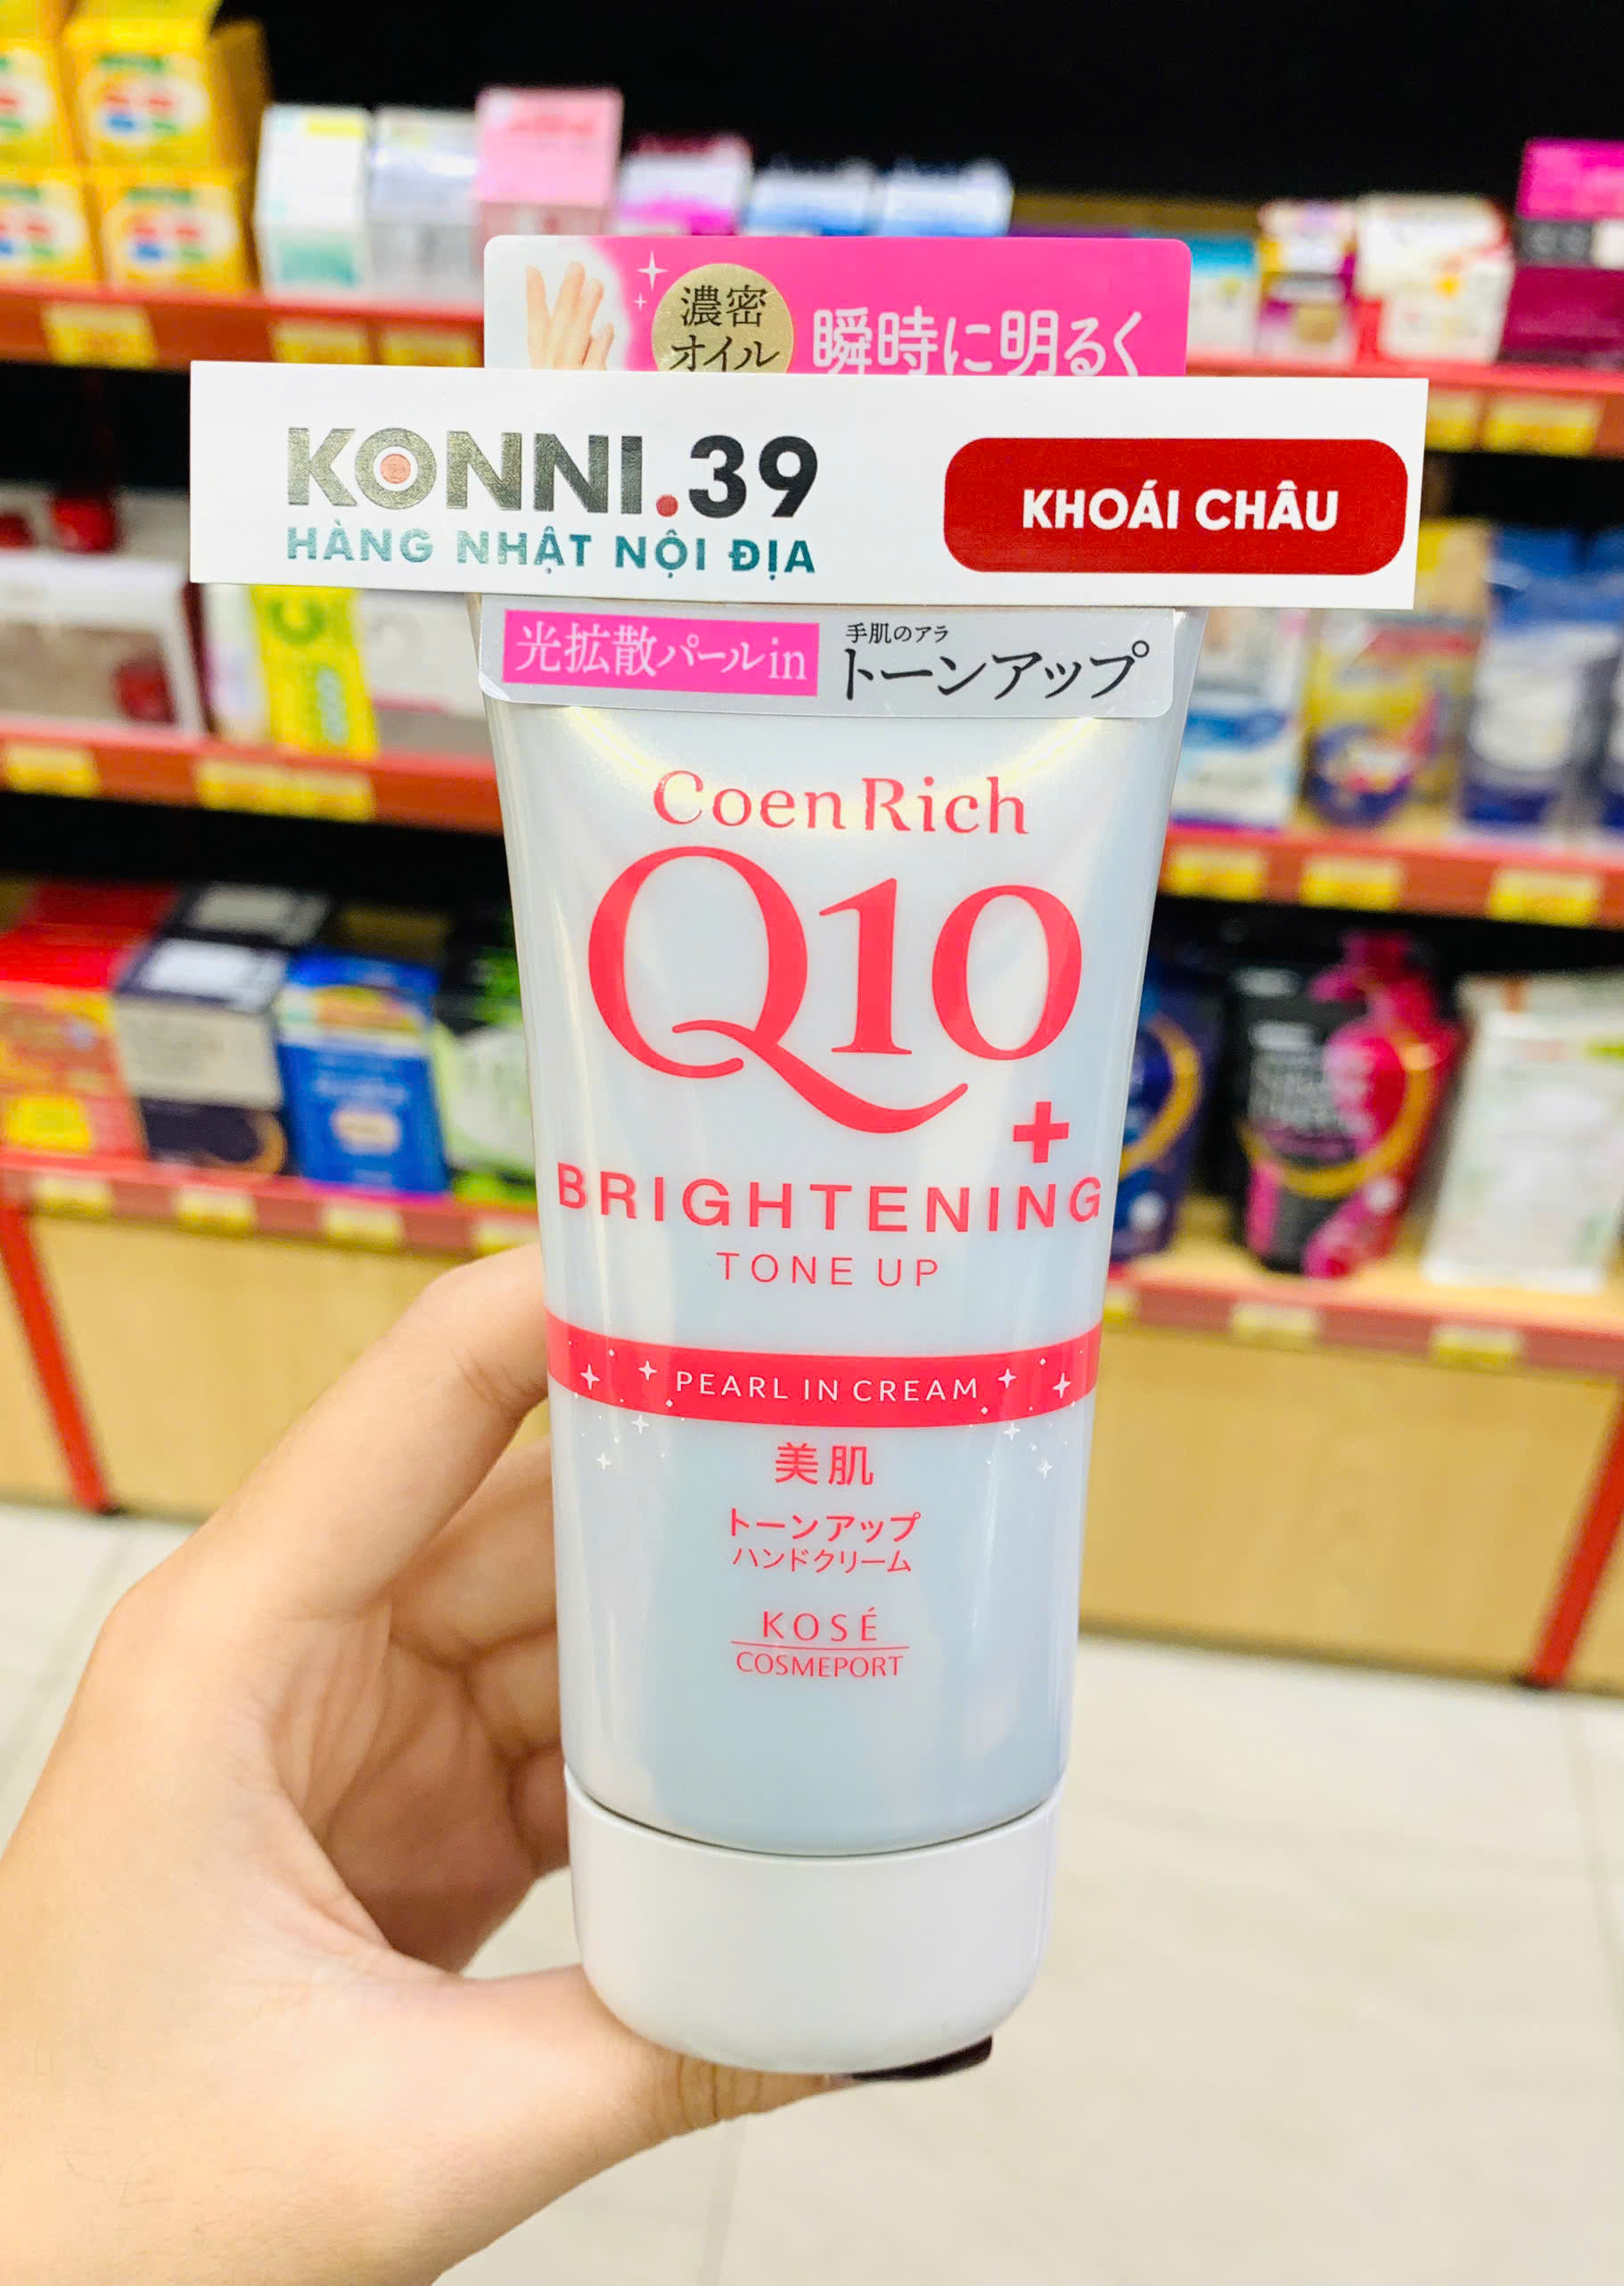 濃密
オイル
瞬時に明るく
KONNI.39
HÀNG NHẬT NỘI ĐỊA
KHOÁI CHÂU
光拡散パールin
手肌のアラ
トーンアップ
Coen Rich
Q10
+
BRIGHTENING
TONE UP
PEARL IN CREAM
美肌
トーンアップ
ハンドクリーム
KOSÉ
COSMEPORT